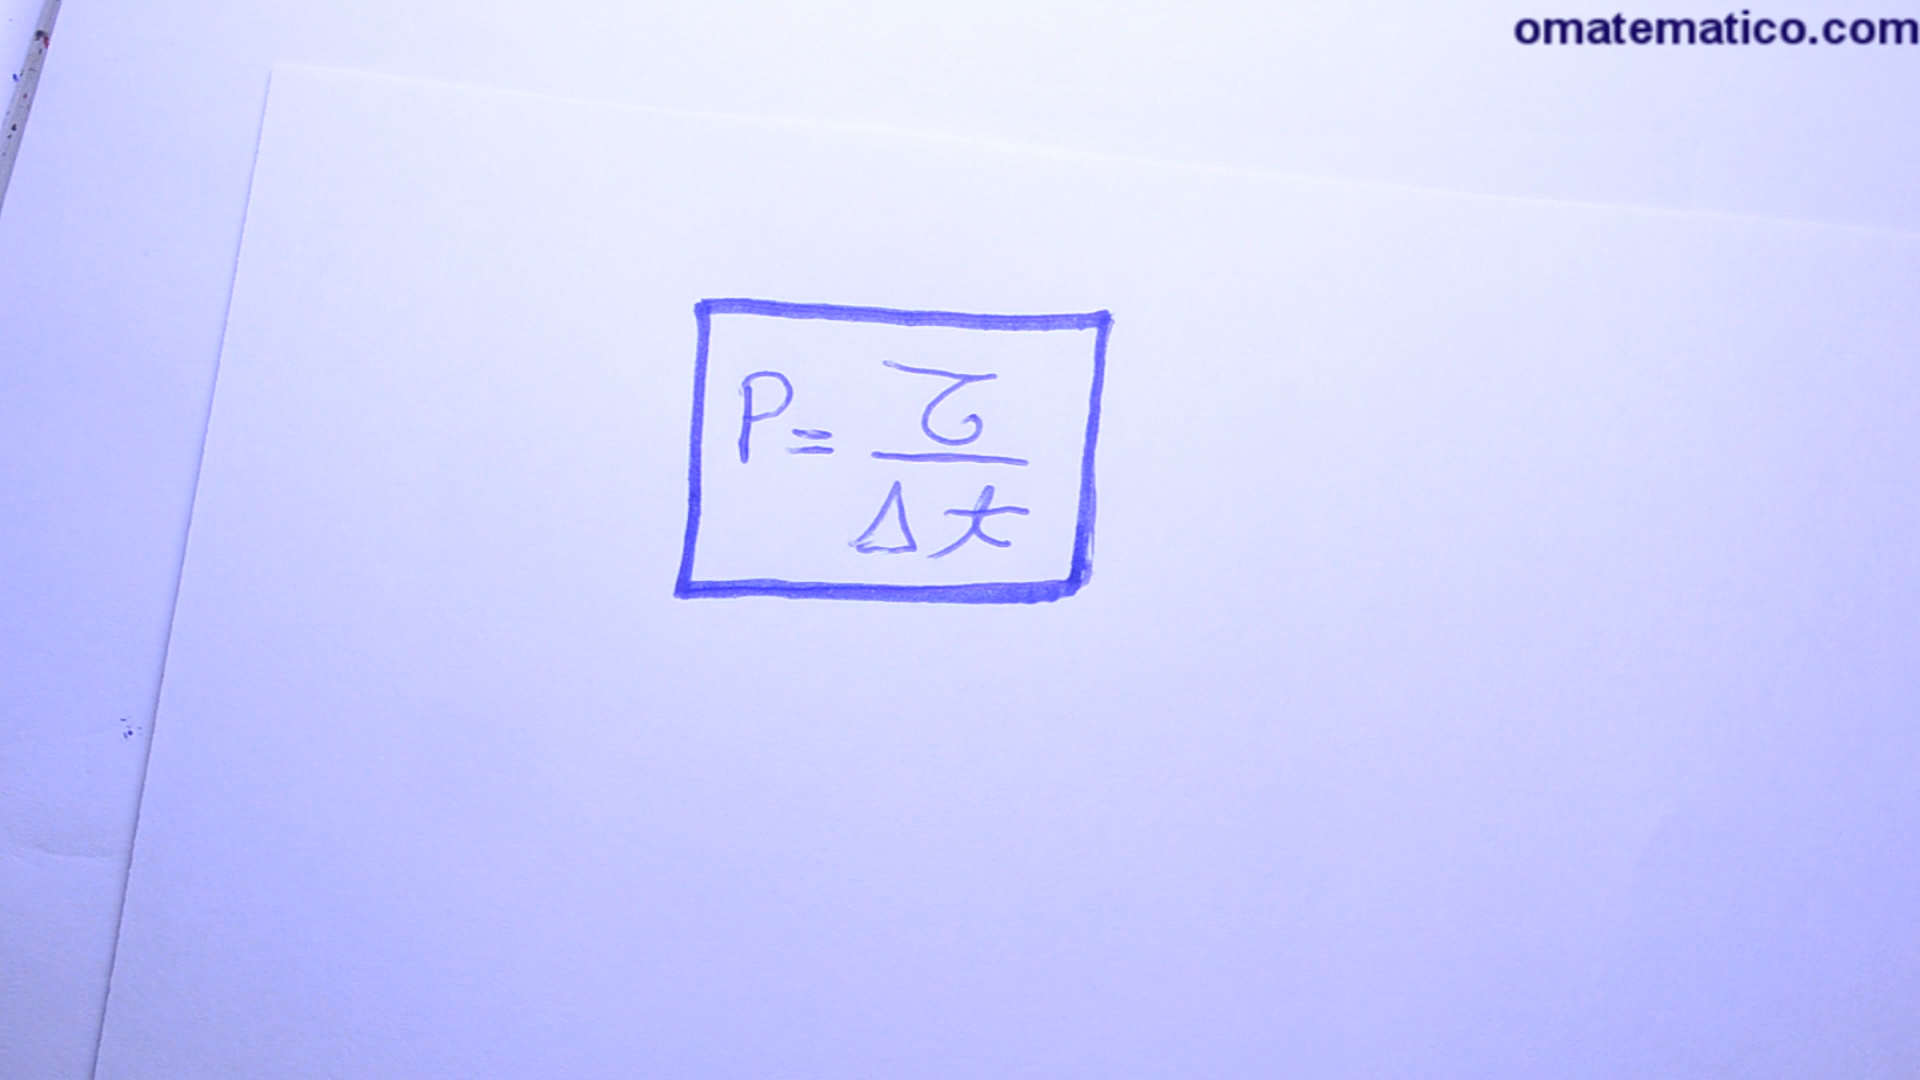 omatematico.com
P = τ / Δt